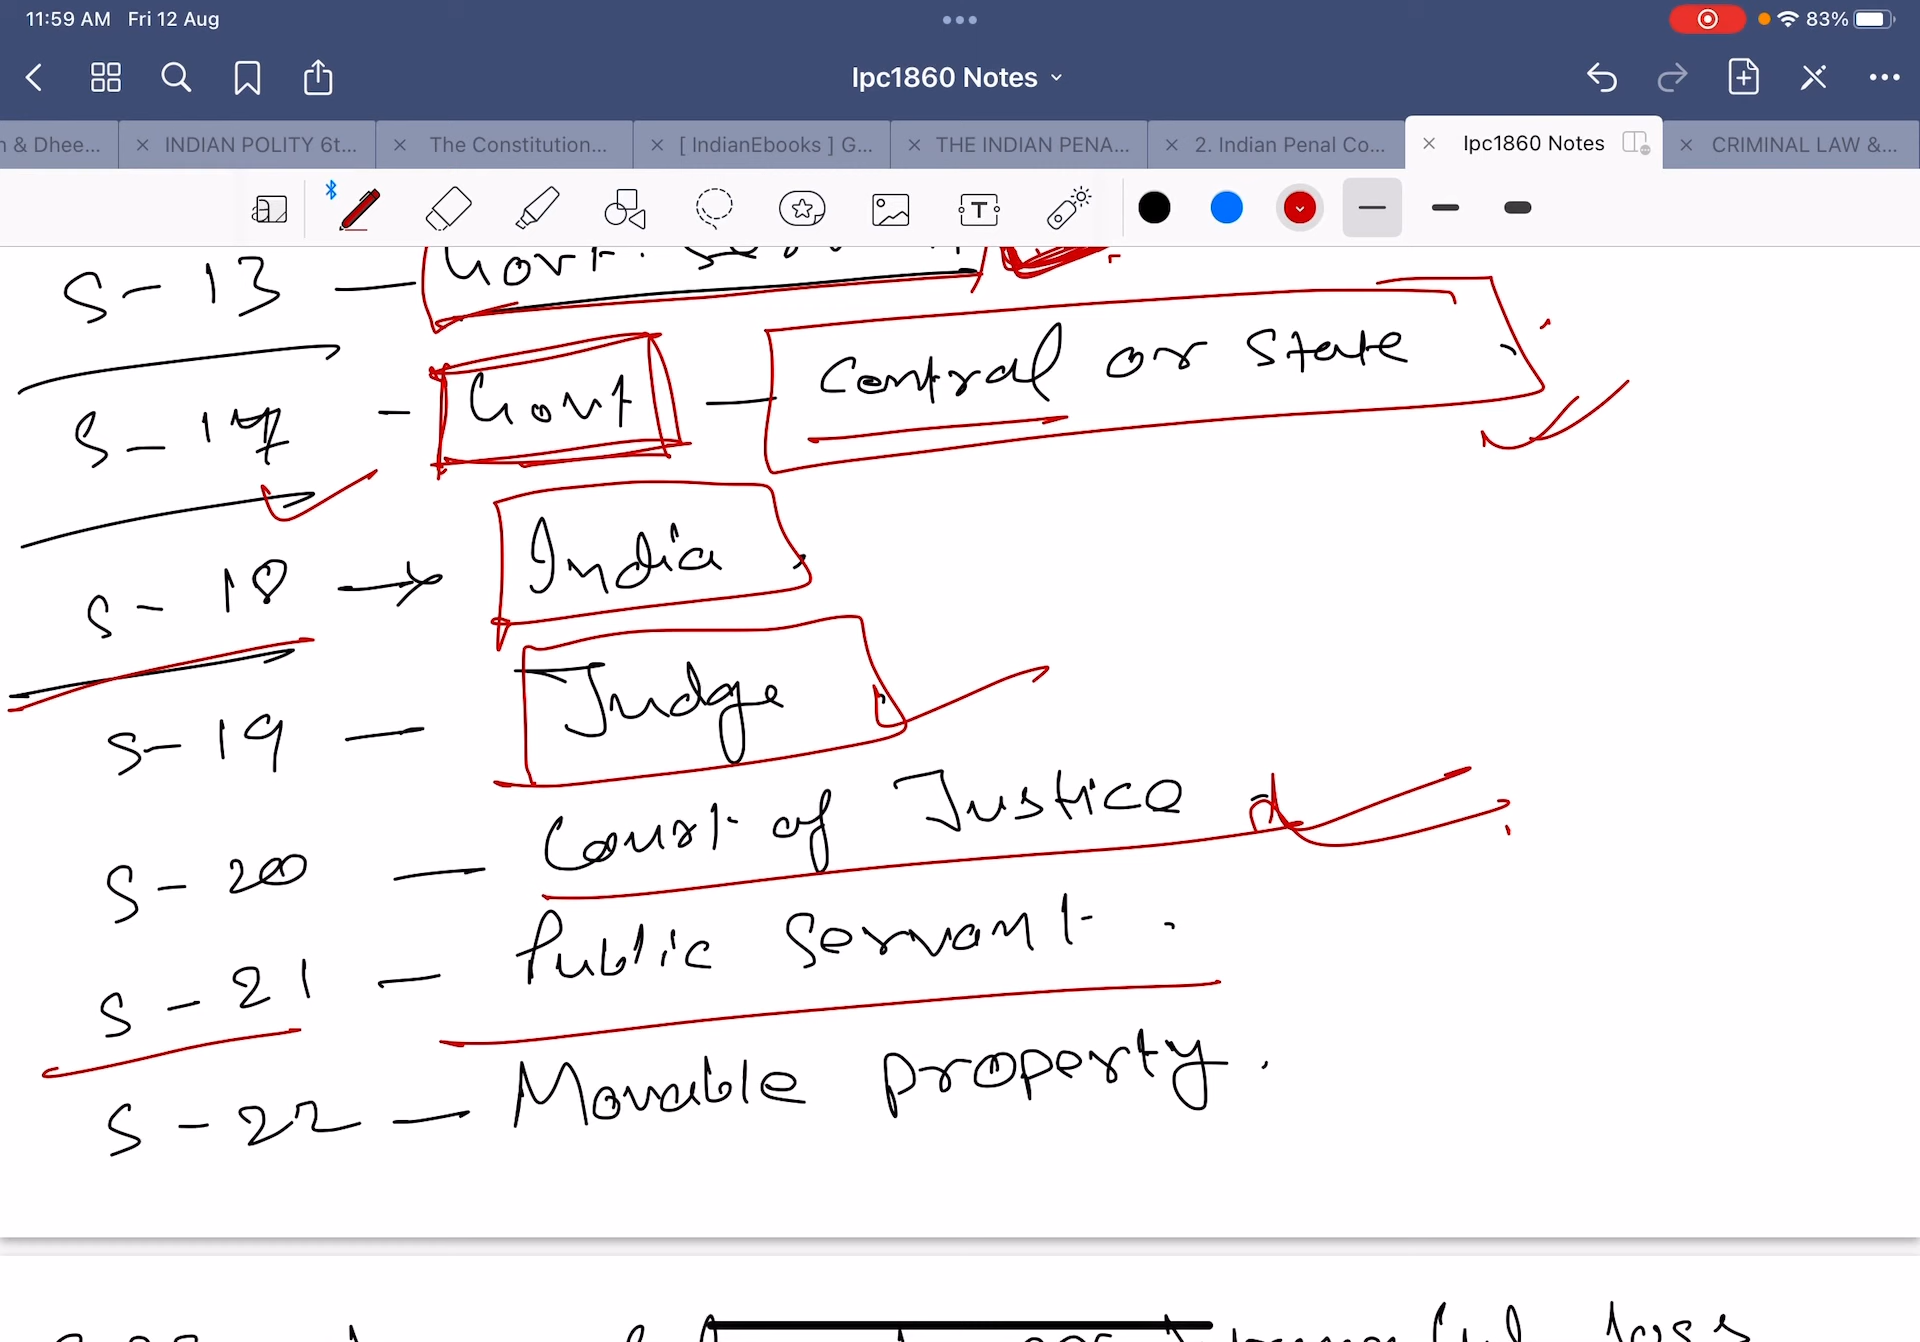 11:59 AM Fri 12 Aug 83%
Ipc1860 Notes
n & Dhee... INDIAN POLITY 6t... The Constitution... [ IndianEbooks ] G... THE INDIAN PENA... 2. Indian Penal Co... Ipc1860 Notes CRIMINAL LAW &...
S - 13 — Govt.
S - 17 - Govt — Central or State
S - 18 → India
S - 19 — Judge
S - 20 — Court of Justice
S - 21 — Public Servant.
S - 22 — Movable property.
loss